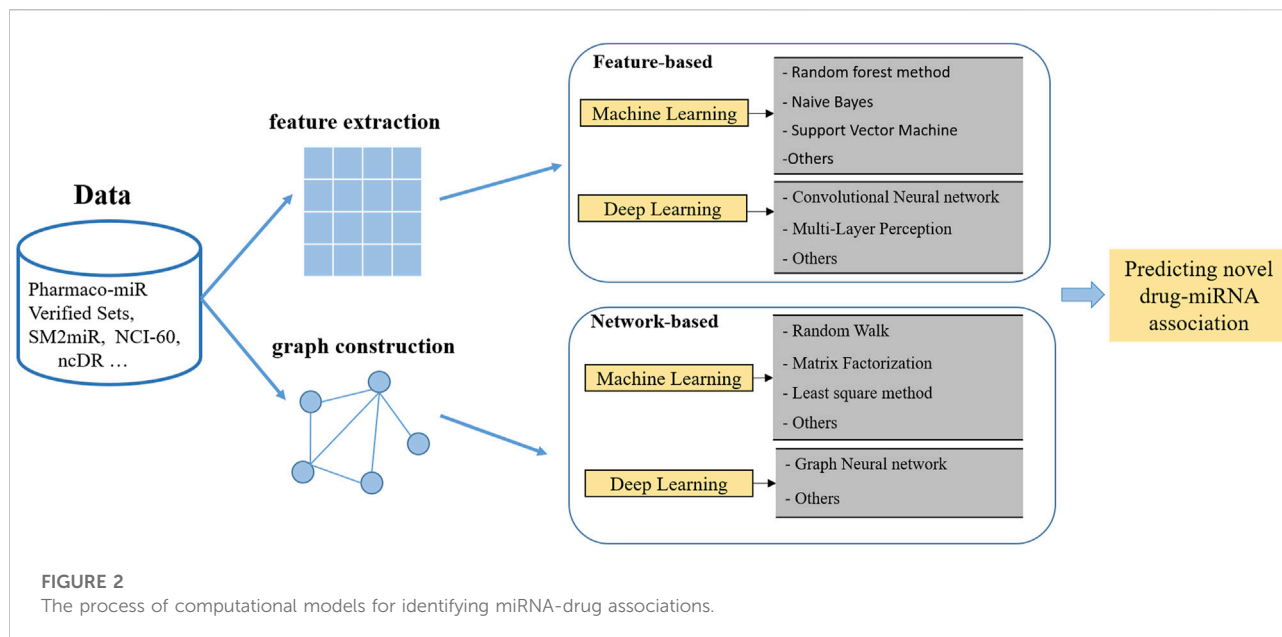 Data
Pharmaco-miR
Verified Sets,
SM2miR, NCI-60,
ncDR ...
feature extraction
graph construction
Feature-based
Machine Learning
- Random forest method
- Naive Bayes
- Support Vector Machine
-Others
Deep Learning
- Convolutional Neural network
- Multi-Layer Perception
- Others
Network-based
Machine Learning
- Random Walk
- Matrix Factorization
- Least square method
- Others
Deep Learning
- Graph Neural network
- Others
Predicting novel
drug-miRNA
association
FIGURE 2
The process of computational models for identifying miRNA-drug associations.